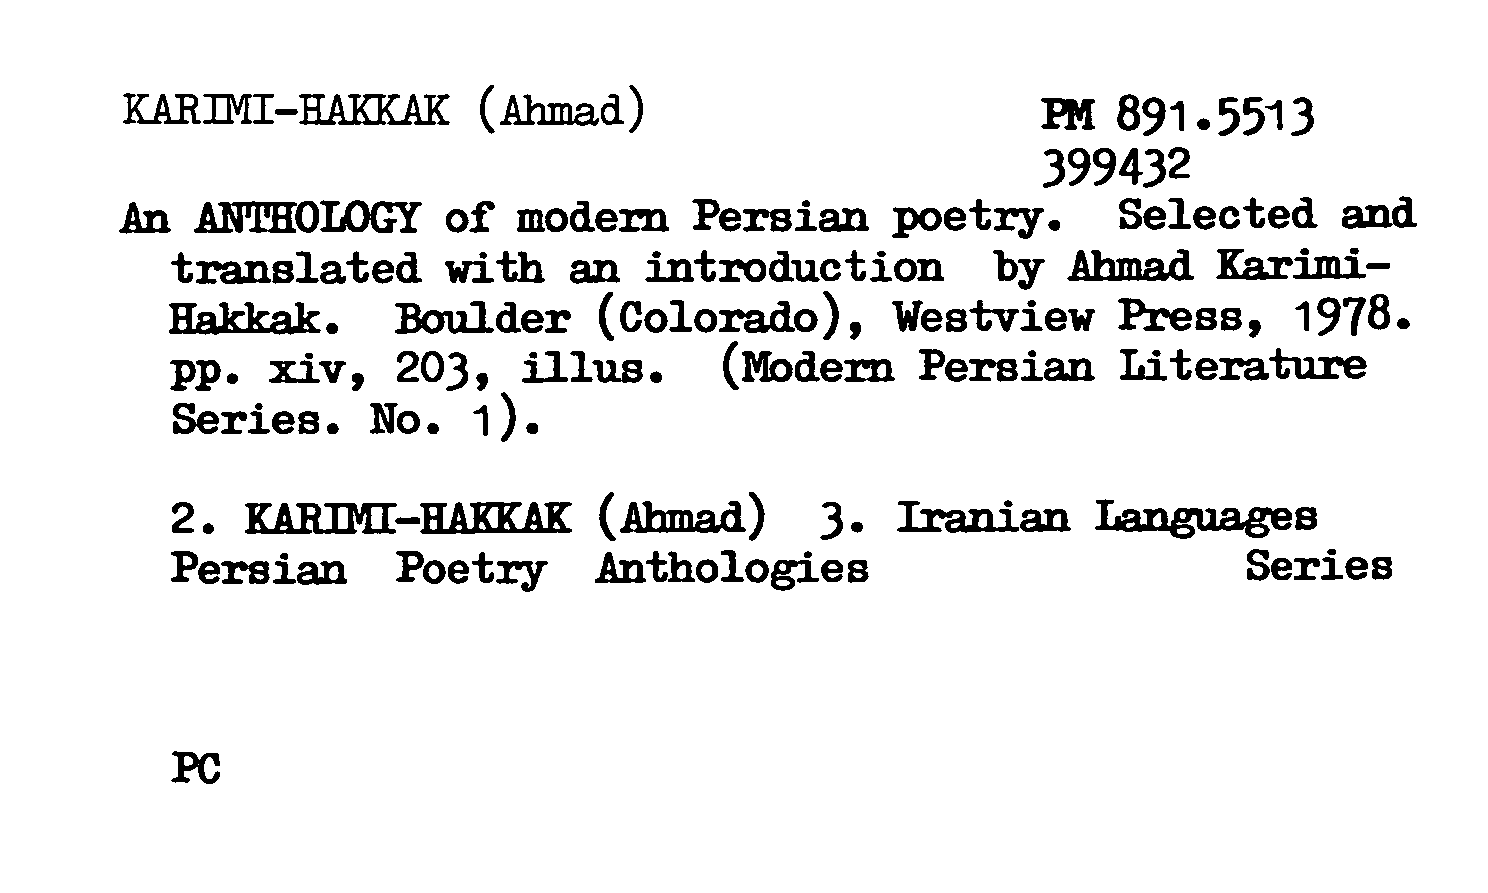 KARIMI-HAKKAK (Ahmad) PM 891.5513
399432
An ANTHOLOGY of modern Persian poetry. Selected and
translated with an introduction by Ahmad Karimi-
Hakkak. Boulder (Colorado), Westview Press, 1978.
pp. xiv, 203, illus. (Modern Persian Literature
Series. No. 1).
2. KARIMI-HAKKAK (Ahmad) 3. Iranian Languages
Persian Poetry Anthologies Series
PC